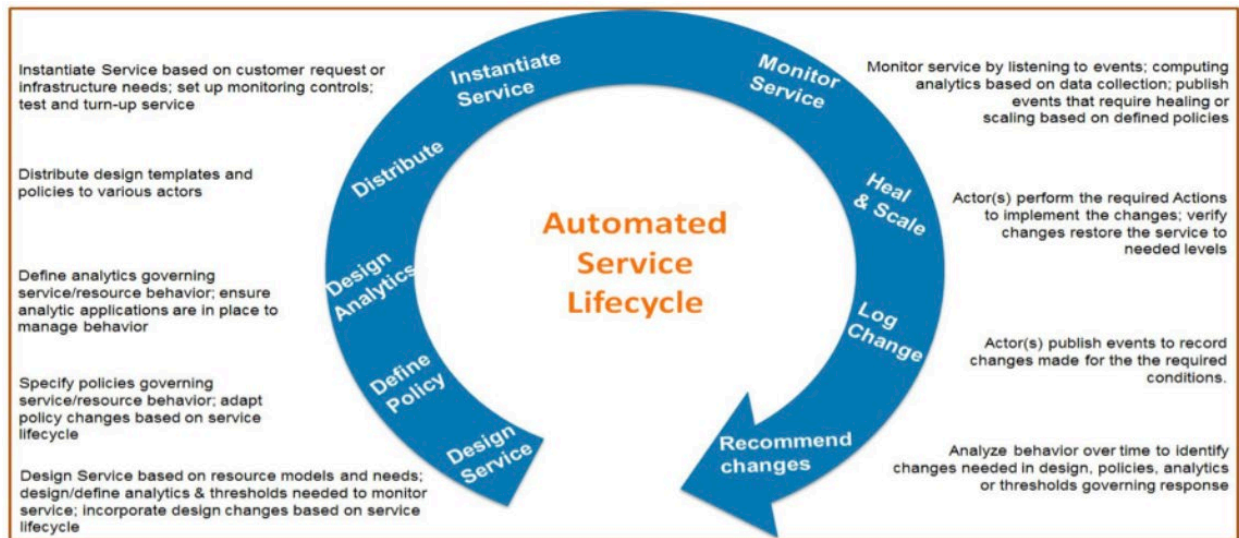 Instantiate Service based on customer request or
infrastructure needs; set up monitoring controls;
test and turn-up service
Distribute design templates and
policies to various actors
Define analytics governing
service/resource behavior; ensure
analytic applications are in place to
manage behavior
Specify policies governing
service/resource behavior; adapt
policy changes based on service
lifecycle
Design Service based on resource models and needs;
design/define analytics & thresholds needed to monitor
service; incorporate design changes based on service
lifecycle
Instantiate
Service
Distribute
Design
Analytics
Define
Policy
Design
Service
Automated
Service
Lifecycle
Monitor
Service
Heal
& Scale
Log
Change
Recommend
changes
Monitor service by listening to events; computing
analytics based on data collection; publish
events that require healing or
scaling based on defined policies
Actor(s) perform the required Actions
to implement the changes; verify
changes restore the service to
needed levels
Actor(s) publish events to record
changes made for the the required
conditions.
Analyze behavior over time to identify
changes needed in design, policies, analytics
or thresholds governing response